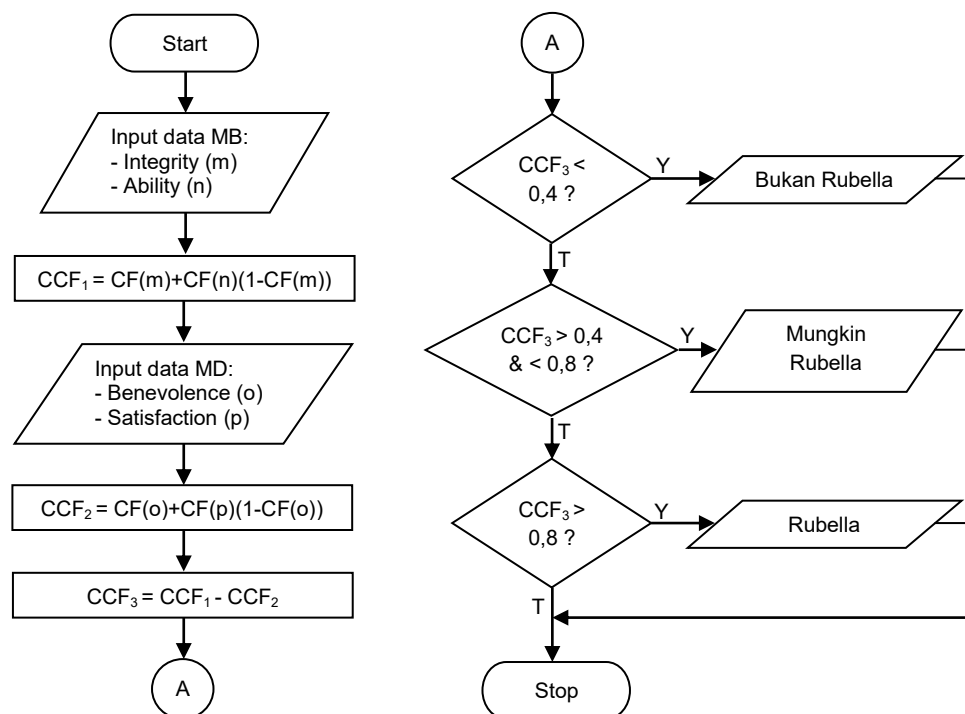 Start
Input data MB:
- Integrity (m)
- Ability (n)
CCF₁ = CF(m)+CF(n)(1-CF(m))
Input data MD:
- Benevolence (o)
- Satisfaction (p)
CCF₂ = CF(o)+CF(p)(1-CF(o))
CCF₃ = CCF₁ - CCF₂
A
A
CCF₃ <
0,4 ?
Y
Bukan Rubella
T
CCF₃ > 0,4
& < 0,8 ?
Y
Mungkin
Rubella
T
CCF₃ >
0,8 ?
Y
Rubella
T
Stop